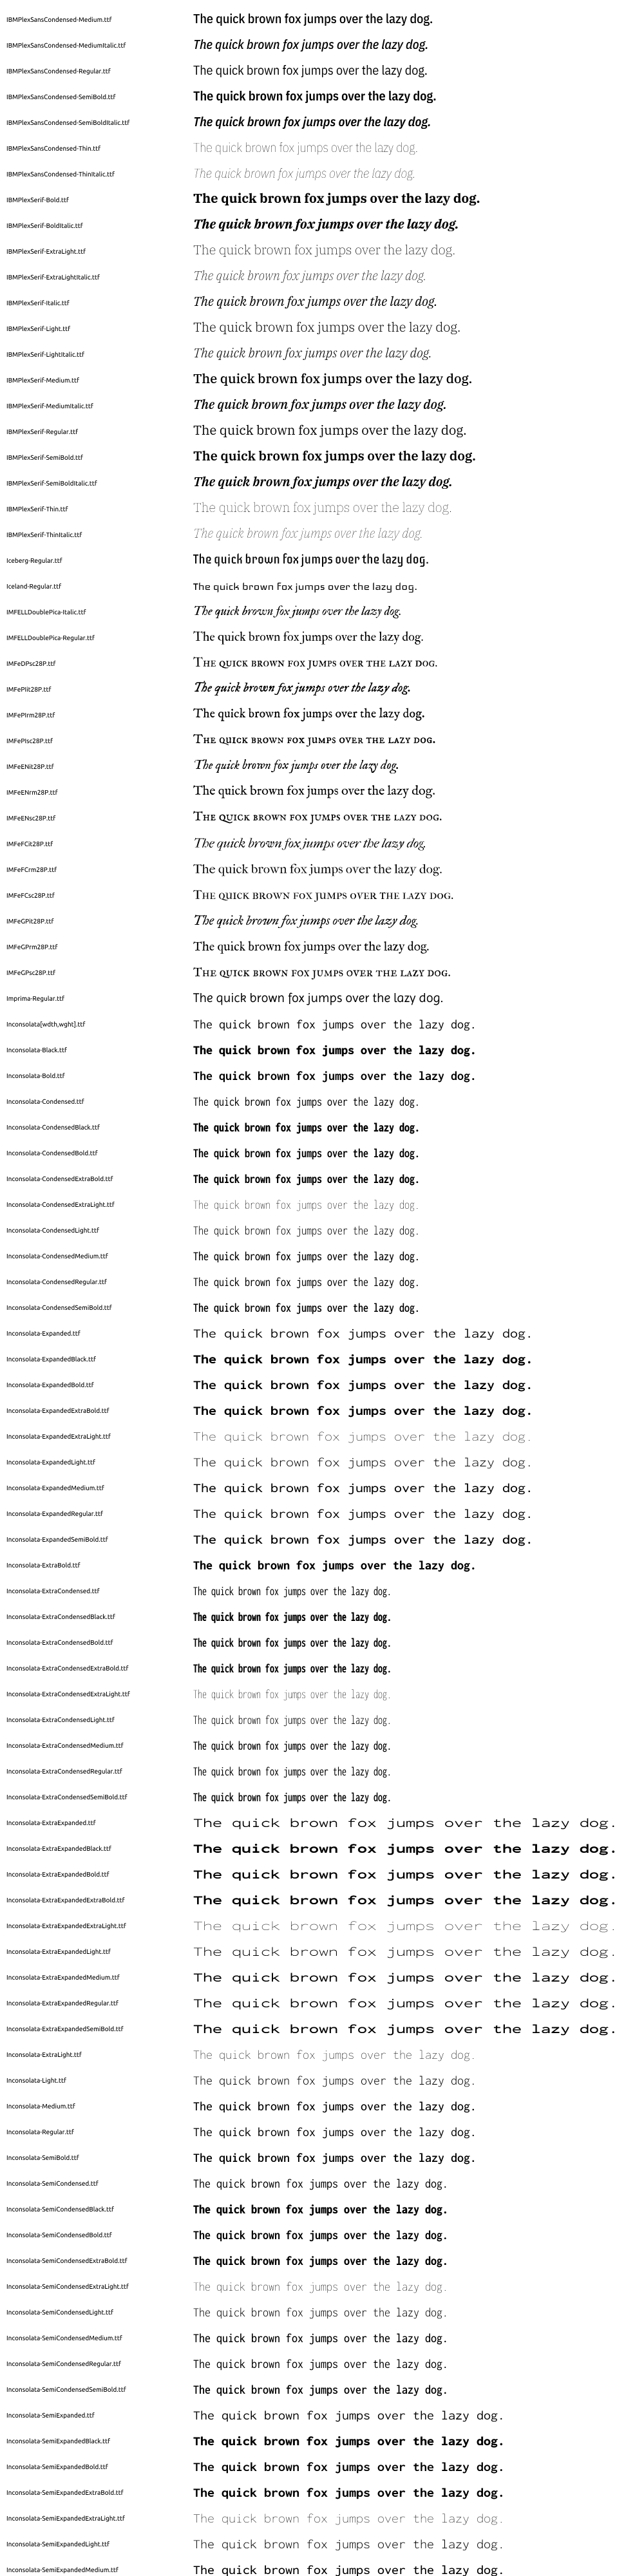 IBMPlexSansCondensed-Medium.ttf The quick brown fox jumps over the lazy dog.
IBMPlexSansCondensed-MediumItalic.ttf The quick brown fox jumps over the lazy dog.
IBMPlexSansCondensed-Regular.ttf The quick brown fox jumps over the lazy dog.
IBMPlexSansCondensed-SemiBold.ttf The quick brown fox jumps over the lazy dog.
IBMPlexSansCondensed-SemiBoldItalic.ttf The quick brown fox jumps over the lazy dog.
IBMPlexSansCondensed-Thin.ttf The quick brown fox jumps over the lazy dog.
IBMPlexSansCondensed-ThinItalic.ttf The quick brown fox jumps over the lazy dog.
IBMPlexSerif-Bold.ttf The quick brown fox jumps over the lazy dog.
IBMPlexSerif-BoldItalic.ttf The quick brown fox jumps over the lazy dog.
IBMPlexSerif-ExtraLight.ttf The quick brown fox jumps over the lazy dog.
IBMPlexSerif-ExtraLightItalic.ttf The quick brown fox jumps over the lazy dog.
IBMPlexSerif-Italic.ttf The quick brown fox jumps over the lazy dog.
IBMPlexSerif-Light.ttf The quick brown fox jumps over the lazy dog.
IBMPlexSerif-LightItalic.ttf The quick brown fox jumps over the lazy dog.
IBMPlexSerif-Medium.ttf The quick brown fox jumps over the lazy dog.
IBMPlexSerif-MediumItalic.ttf The quick brown fox jumps over the lazy dog.
IBMPlexSerif-Regular.ttf The quick brown fox jumps over the lazy dog.
IBMPlexSerif-SemiBold.ttf The quick brown fox jumps over the lazy dog.
IBMPlexSerif-SemiBoldItalic.ttf The quick brown fox jumps over the lazy dog.
IBMPlexSerif-Thin.ttf The quick brown fox jumps over the lazy dog.
IBMPlexSerif-ThinItalic.ttf The quick brown fox jumps over the lazy dog.
Iceberg-Regular.ttf The quick brown fox jumps over the lazy dog.
Iceland-Regular.ttf The quick brown fox jumps over the lazy dog.
IMFELLDoublePica-Italic.ttf The quick brown fox jumps over the lazy dog.
IMFELLDoublePica-Regular.ttf The quick brown fox jumps over the lazy dog.
IMFeDPsc28P.ttf The quick brown fox jumps over the lazy dog.
IMFePIit28P.ttf The quick brown fox jumps over the lazy dog.
IMFePIrm28P.ttf The quick brown fox jumps over the lazy dog.
IMFePIsc28P.ttf The quick brown fox jumps over the lazy dog.
IMFeENit28P.ttf The quick brown fox jumps over the lazy dog.
IMFeENrm28P.ttf The quick brown fox jumps over the lazy dog.
IMFeENsc28P.ttf The quick brown fox jumps over the lazy dog.
IMFeFCit28P.ttf The quick brown fox jumps over the lazy dog.
IMFeFCrm28P.ttf The quick brown fox jumps over the lazy dog.
IMFeFCsc28P.ttf The quick brown fox jumps over the lazy dog.
IMFeGPit28P.ttf The quick brown fox jumps over the lazy dog.
IMFeGPrm28P.ttf The quick brown fox jumps over the lazy dog.
IMFeGPsc28P.ttf The quick brown fox jumps over the lazy dog.
Imprima-Regular.ttf The quick brown fox jumps over the lazy dog.
Inconsolata[wdth,wght].ttf The quick brown fox jumps over the lazy dog.
Inconsolata-Black.ttf The quick brown fox jumps over the lazy dog.
Inconsolata-Bold.ttf The quick brown fox jumps over the lazy dog.
Inconsolata-Condensed.ttf The quick brown fox jumps over the lazy dog.
Inconsolata-CondensedBlack.ttf The quick brown fox jumps over the lazy dog.
Inconsolata-CondensedBold.ttf The quick brown fox jumps over the lazy dog.
Inconsolata-CondensedExtraBold.ttf The quick brown fox jumps over the lazy dog.
Inconsolata-CondensedExtraLight.ttf The quick brown fox jumps over the lazy dog.
Inconsolata-CondensedLight.ttf The quick brown fox jumps over the lazy dog.
Inconsolata-CondensedMedium.ttf The quick brown fox jumps over the lazy dog.
Inconsolata-CondensedRegular.ttf The quick brown fox jumps over the lazy dog.
Inconsolata-CondensedSemiBold.ttf The quick brown fox jumps over the lazy dog.
Inconsolata-Expanded.ttf The quick brown fox jumps over the lazy dog.
Inconsolata-ExpandedBlack.ttf The quick brown fox jumps over the lazy dog.
Inconsolata-ExpandedBold.ttf The quick brown fox jumps over the lazy dog.
Inconsolata-ExpandedExtraBold.ttf The quick brown fox jumps over the lazy dog.
Inconsolata-ExpandedExtraLight.ttf The quick brown fox jumps over the lazy dog.
Inconsolata-ExpandedLight.ttf The quick brown fox jumps over the lazy dog.
Inconsolata-ExpandedMedium.ttf The quick brown fox jumps over the lazy dog.
Inconsolata-ExpandedRegular.ttf The quick brown fox jumps over the lazy dog.
Inconsolata-ExpandedSemiBold.ttf The quick brown fox jumps over the lazy dog.
Inconsolata-ExtraBold.ttf The quick brown fox jumps over the lazy dog.
Inconsolata-ExtraCondensed.ttf The quick brown fox jumps over the lazy dog.
Inconsolata-ExtraCondensedBlack.ttf The quick brown fox jumps over the lazy dog.
Inconsolata-ExtraCondensedBold.ttf The quick brown fox jumps over the lazy dog.
Inconsolata-ExtraCondensedExtraBold.ttf The quick brown fox jumps over the lazy dog.
Inconsolata-ExtraCondensedExtraLight.ttf The quick brown fox jumps over the lazy dog.
Inconsolata-ExtraCondensedLight.ttf The quick brown fox jumps over the lazy dog.
Inconsolata-ExtraCondensedMedium.ttf The quick brown fox jumps over the lazy dog.
Inconsolata-ExtraCondensedRegular.ttf The quick brown fox jumps over the lazy dog.
Inconsolata-ExtraCondensedSemiBold.ttf The quick brown fox jumps over the lazy dog.
Inconsolata-ExtraExpanded.ttf The quick brown fox jumps over the lazy dog.
Inconsolata-ExtraExpandedBlack.ttf The quick brown fox jumps over the lazy dog.
Inconsolata-ExtraExpandedBold.ttf The quick brown fox jumps over the lazy dog.
Inconsolata-ExtraExpandedExtraBold.ttf The quick brown fox jumps over the lazy dog.
Inconsolata-ExtraExpandedExtraLight.ttf The quick brown fox jumps over the lazy dog.
Inconsolata-ExtraExpandedLight.ttf The quick brown fox jumps over the lazy dog.
Inconsolata-ExtraExpandedMedium.ttf The quick brown fox jumps over the lazy dog.
Inconsolata-ExtraExpandedRegular.ttf The quick brown fox jumps over the lazy dog.
Inconsolata-ExtraExpandedSemiBold.ttf The quick brown fox jumps over the lazy dog.
Inconsolata-ExtraLight.ttf The quick brown fox jumps over the lazy dog.
Inconsolata-Light.ttf The quick brown fox jumps over the lazy dog.
Inconsolata-Medium.ttf The quick brown fox jumps over the lazy dog.
Inconsolata-Regular.ttf The quick brown fox jumps over the lazy dog.
Inconsolata-SemiBold.ttf The quick brown fox jumps over the lazy dog.
Inconsolata-SemiCondensed.ttf The quick brown fox jumps over the lazy dog.
Inconsolata-SemiCondensedBlack.ttf The quick brown fox jumps over the lazy dog.
Inconsolata-SemiCondensedBold.ttf The quick brown fox jumps over the lazy dog.
Inconsolata-SemiCondensedExtraBold.ttf The quick brown fox jumps over the lazy dog.
Inconsolata-SemiCondensedExtraLight.ttf The quick brown fox jumps over the lazy dog.
Inconsolata-SemiCondensedLight.ttf The quick brown fox jumps over the lazy dog.
Inconsolata-SemiCondensedMedium.ttf The quick brown fox jumps over the lazy dog.
Inconsolata-SemiCondensedRegular.ttf The quick brown fox jumps over the lazy dog.
Inconsolata-SemiCondensedSemiBold.ttf The quick brown fox jumps over the lazy dog.
Inconsolata-SemiExpanded.ttf The quick brown fox jumps over the lazy dog.
Inconsolata-SemiExpandedBlack.ttf The quick brown fox jumps over the lazy dog.
Inconsolata-SemiExpandedBold.ttf The quick brown fox jumps over the lazy dog.
Inconsolata-SemiExpandedExtraBold.ttf The quick brown fox jumps over the lazy dog.
Inconsolata-SemiExpandedExtraLight.ttf The quick brown fox jumps over the lazy dog.
Inconsolata-SemiExpandedLight.ttf The quick brown fox jumps over the lazy dog.
Inconsolata-SemiExpandedMedium.ttf The quick brown fox jumps over the lazy dog.